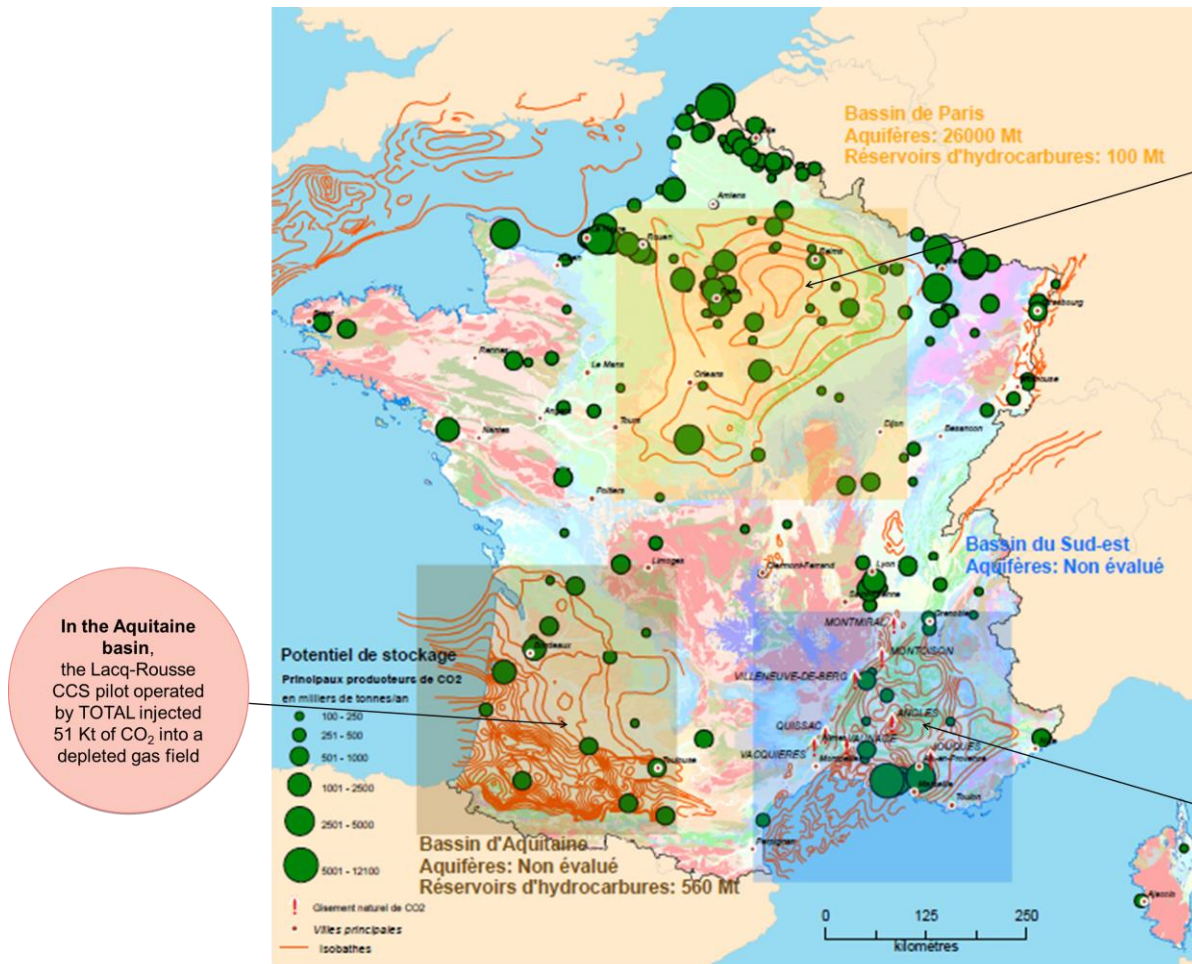 Bassin de Paris
Aquifères: 26000 Mt
Réservoirs d'hydrocarbures: 100 Mt
Amiens
Rouen
Reims
Strasbourg
Rennes
Le Mans
Orleans
Angers
Tours
Nantes
Dijon
Besancon
Poitiers
Bassin du Sud-est
Aquifères: Non évalué
Limoges
Clermont-Ferrand
Lyon
Grenoble
MONTMIRAL
MONTOISON
VILLENEUVE-DE-BERG
ANGLES
QUISSAC
VAUNAGE
JOUQUES
VACQUIERES
Montpellier
Bordeaux
Toulouse
Marseille
Toulon
Perpignan
Ajaccio
In the Aquitaine
basin,
the Lacq-Rousse
CCS pilot operated
by TOTAL injected
51 Kt of CO2 into a
depleted gas field
Potentiel de stockage
Principaux producteurs de CO2
en milliers de tonnes/an
100 - 250
251 - 500
501 - 1000
1001 - 2500
2501 - 5000
5001 - 12100
Gisement naturel de CO2
Villes principales
Isobathes
Bassin d'Aquitaine
Aquifères: Non évalué
Réservoirs d'hydrocarbures: 560 Mt
0 125 250
kilomètres